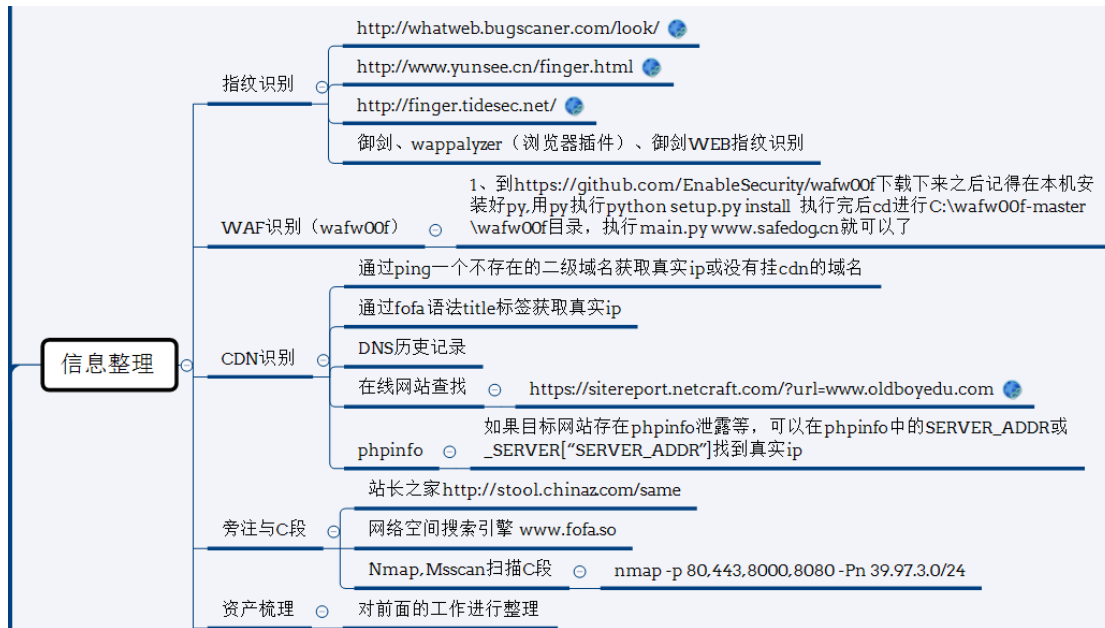 http://whatweb.bugscaner.com/look/
http://www.yunsee.cn/finger.html
指纹识别
http://finger.tidesec.net/
御剑、wappalyzer（浏览器插件）、御剑WEB指纹识别
1、到https://github.com/EnableSecurity/wafw00f下载下来之后记得在本机安
装好py,用py执行python setup.py install 执行完后cd进行C:\wafw00f-master
WAF识别（wafw00f）
\wafw00f目录，执行main.py www.safedog.cn就可以了
通过ping一个不存在的二级域名获取真实ip或没有挂cdn的域名
通过fofa语法title标签获取真实ip
CDN识别
DNS历史记录
信息整理
在线网站查找
https://sitereport.netcraft.com/?url=www.oldboyedu.com
如果目标网站存在phpinfo泄露等，可以在phpinfo中的SERVER_ADDR或
phpinfo
_SERVER[“SERVER_ADDR”]找到真实ip
站长之家http://stool.chinaz.com/same
旁注与C段
网络空间搜索引擎 www.fofa.so
Nmap,Msscan扫描C段
nmap -p 80,443,8000,8080 -Pn 39.97.3.0/24
资产梳理
对前面的工作进行整理